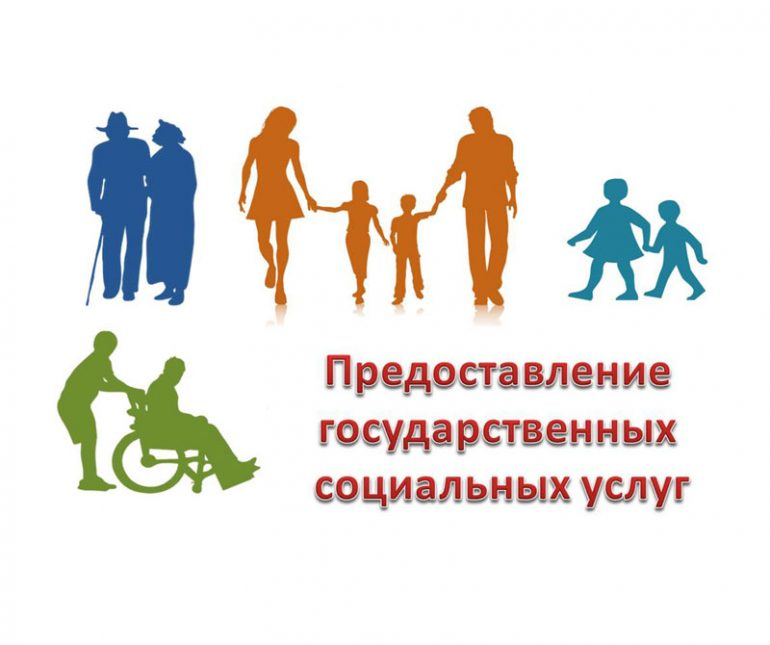 Предоставление
государственных
социальных услуг